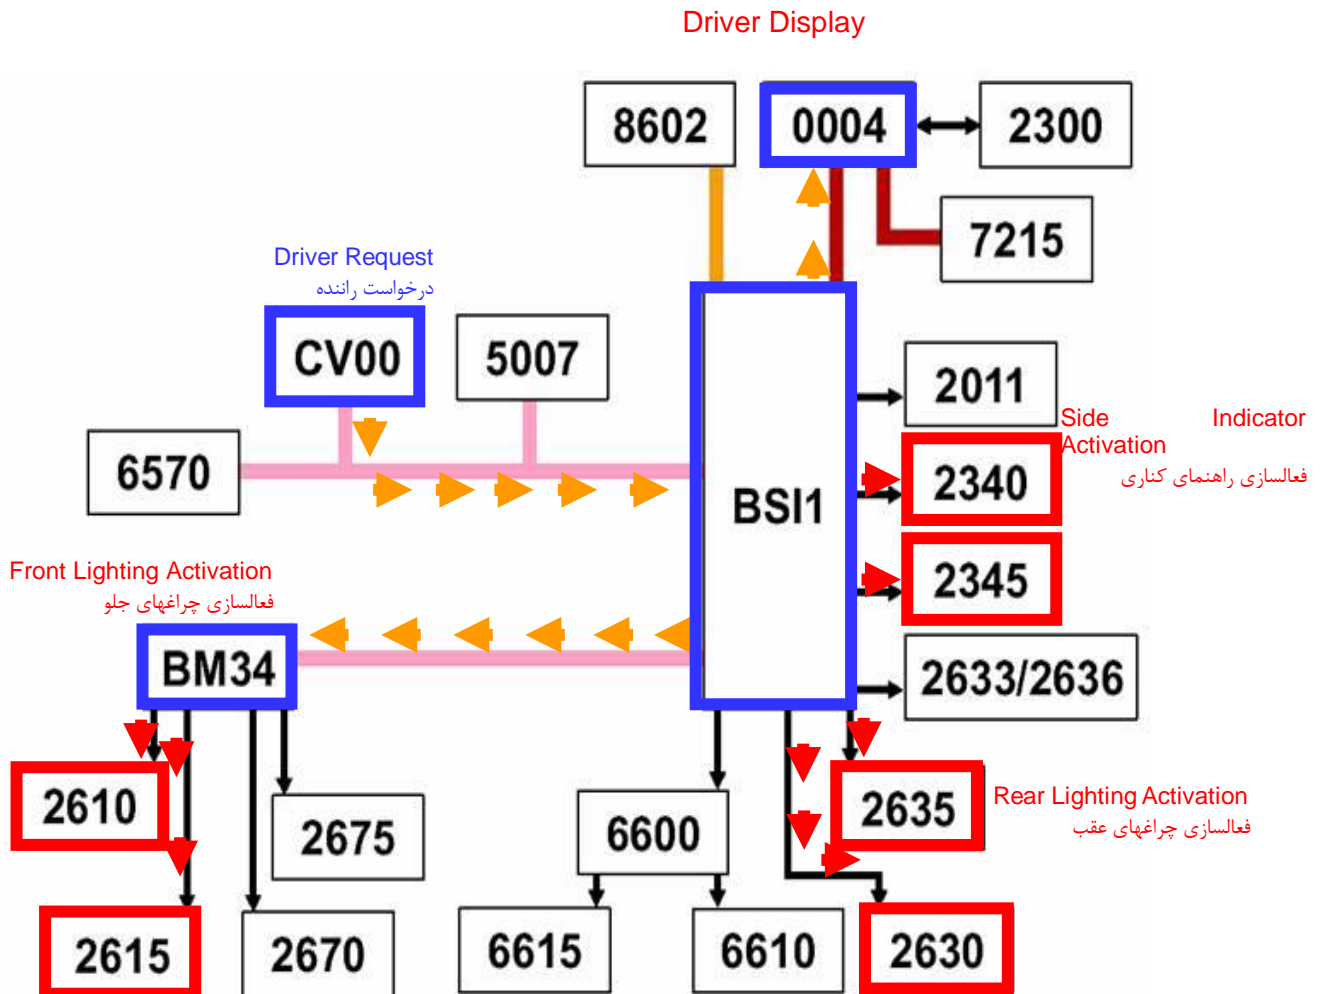 Driver Display
8602
0004
2300
7215
Driver Request
درخواست راننده
CV00
5007
2011
Side Indicator
Activation
فعالسازی راهنمای کناری
6570
2340
BSI1
2345
Front Lighting Activation
فعالسازی چراغهای جلو
BM34
2633/2636
2610
2675
6600
2635
Rear Lighting Activation
فعالسازی چراغهای عقب
2615
2670
6615
6610
2630